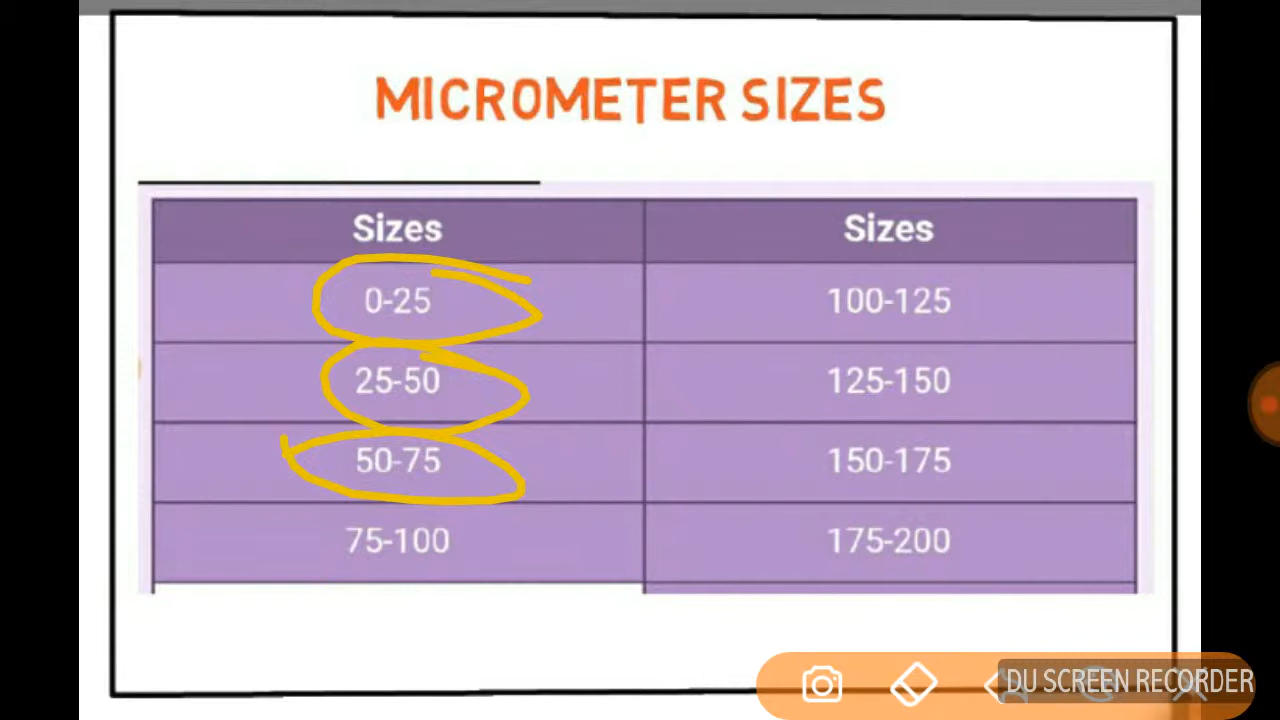 MICROMETER SIZES
Sizes Sizes
0-25 100-125
25-50 125-150
50-75 150-175
75-100 175-200
DU SCREEN RECORDER